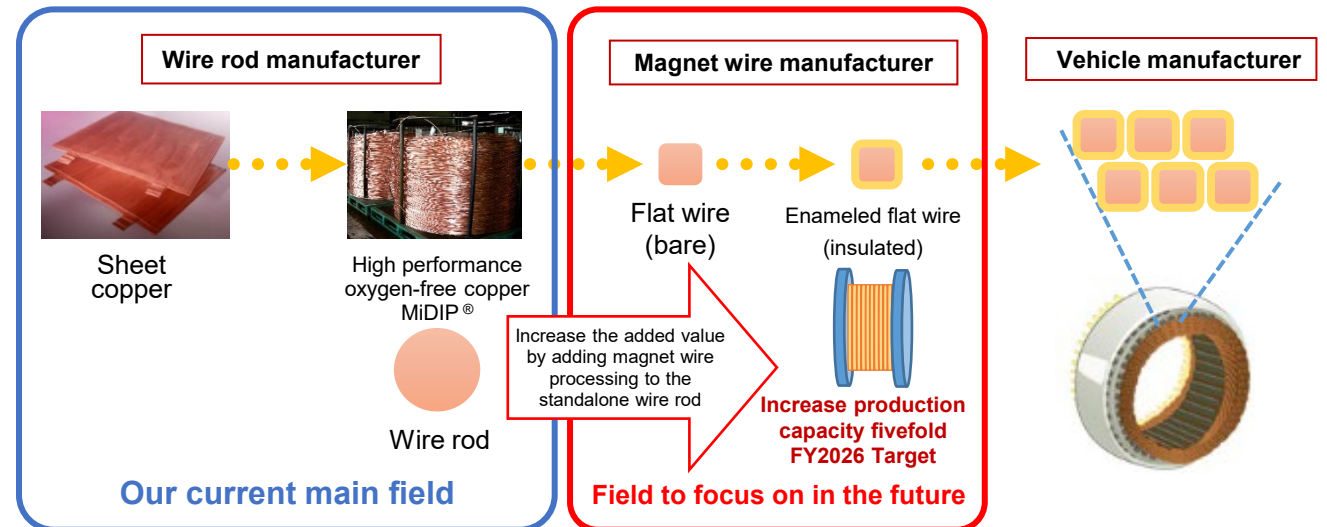 Wire rod manufacturer
Sheet
copper
High performance
oxygen-free copper
MiDIP ®
Wire rod
Our current main field
Magnet wire manufacturer
Flat wire
(bare)
Enameled flat wire
(insulated)
Increase the added value
by adding magnet wire
processing to the
standalone wire rod
Increase production
capacity fivefold
FY2026 Target
Field to focus on in the future
Vehicle manufacturer